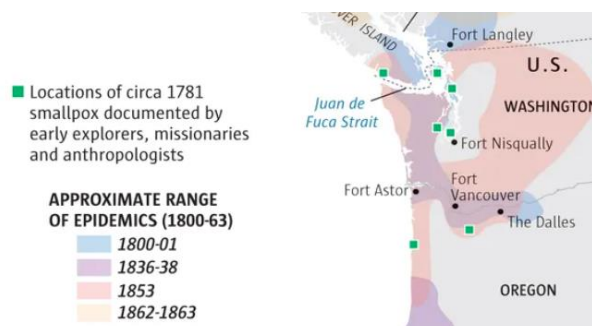 Locations of circa 1781
smallpox documented by
early explorers, missionaries
and anthropologists
APPROXIMATE RANGE
OF EPIDEMICS (1800-63)
1800-01
1836-38
1853
1862-1863
ISLAND
Fort Langley
U.S.
Juan de
Fuca Strait
WASHINGTON
Fort Nisqually
Fort Astor
Fort
Vancouver
The Dalles
OREGON